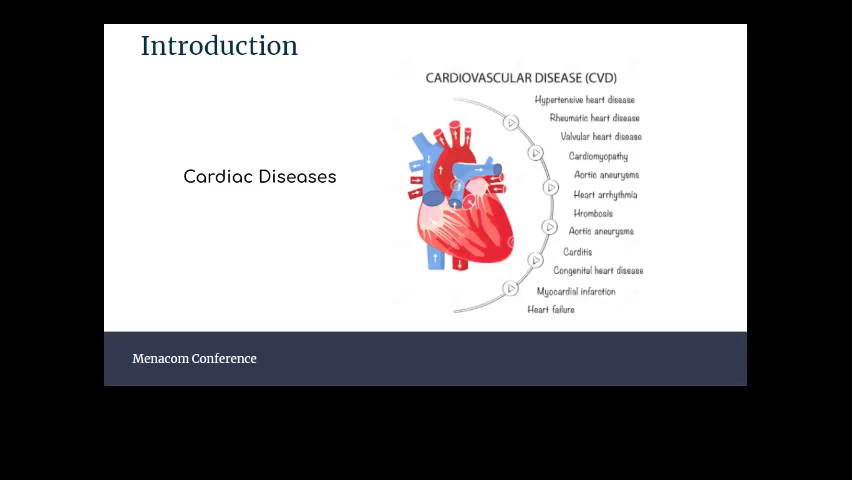 Introduction
CARDIOVASCULAR DISEASE (CVD)
Hypertensive heart disease
Rheumatic heart disease
Valvular heart disease
Cardiomyopathy
Cardiac Diseases
Aortic aneurysms
Heart arrhythmia
Hrombosis
Aortic aneurysms
Carditis
Congenital heart disease
Myocardial infarction
Heart failure
Menacom Conference